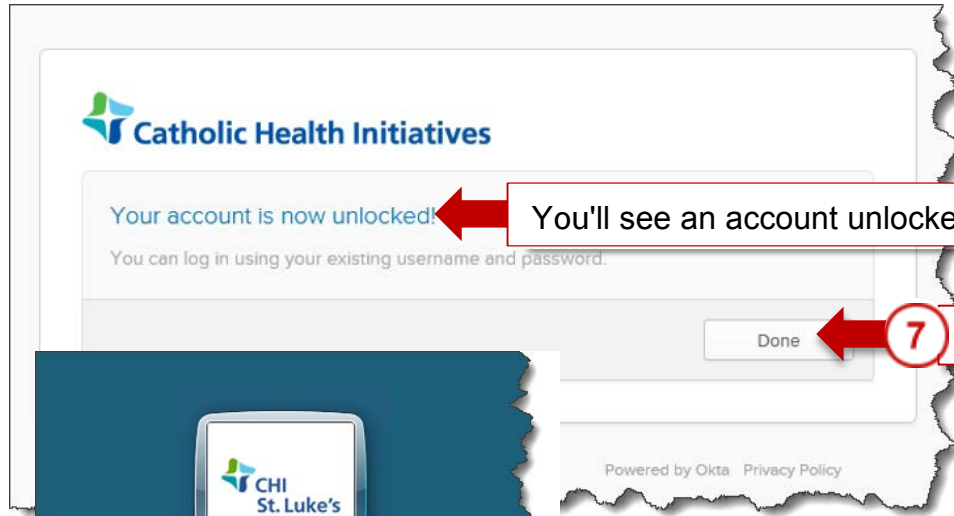 Catholic Health Initiatives
Your account is now unlocked!
You'll see an account unlocke
You can log in using your existing username and password.
Done
7
Powered by Okta Privacy Policy
CHI
St. Luke's